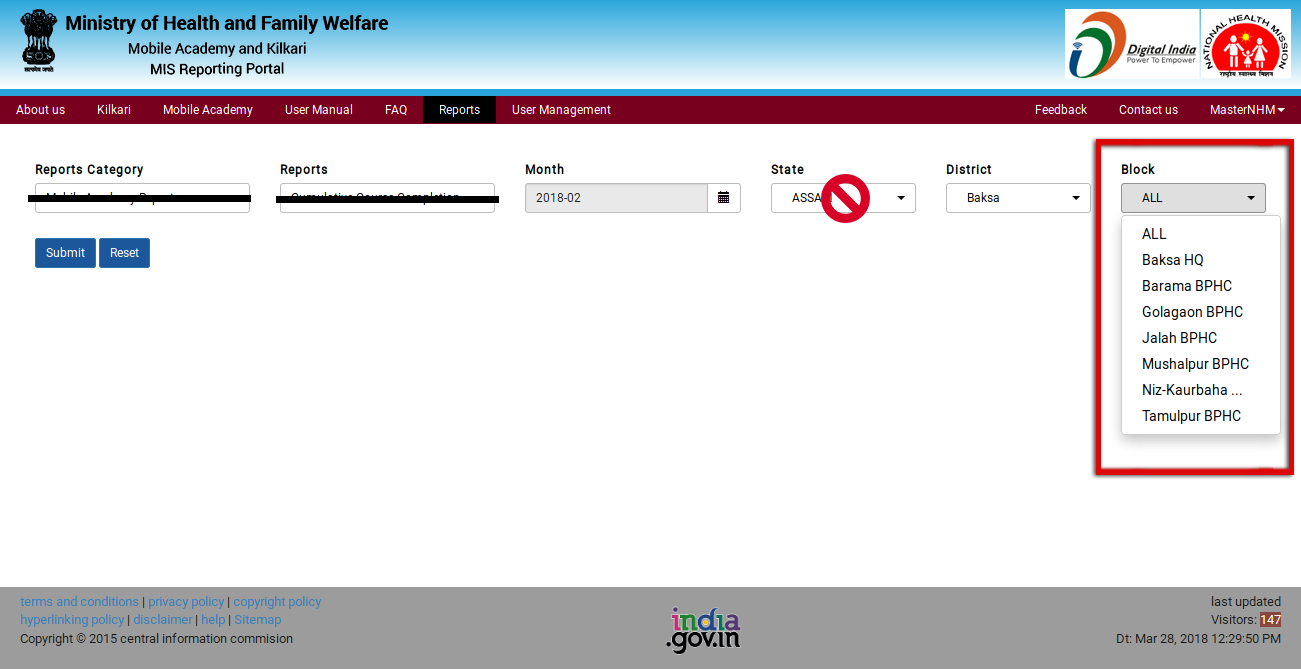 Ministry of Health and Family Welfare
Mobile Academy and Kilkari
MIS Reporting Portal
सत्यमेव जयते
Digital India
Power To Empower
NATIONAL HEALTH MISSION
राष्ट्रीय स्वास्थ्य मिशन
About us Kilkari Mobile Academy User Manual FAQ Reports User Management Feedback Contact us MasterNHM
Reports Category Reports Month State District Block
2018-02 Baksa ALL
ALL
Baksa HQ
Barama BPHC
Golagaon BPHC
Jalah BPHC
Mushalpur BPHC
Niz-Kaurbaha ...
Tamulpur BPHC
Submit Reset
terms and conditions | privacy policy | copyright policy
hyperlinking policy | disclaimer | help | Sitemap
Copyright © 2015 central information commision
india
.gov.in
last updated
Visitors: 147
Dt: Mar 28, 2018 12:29:50 PM